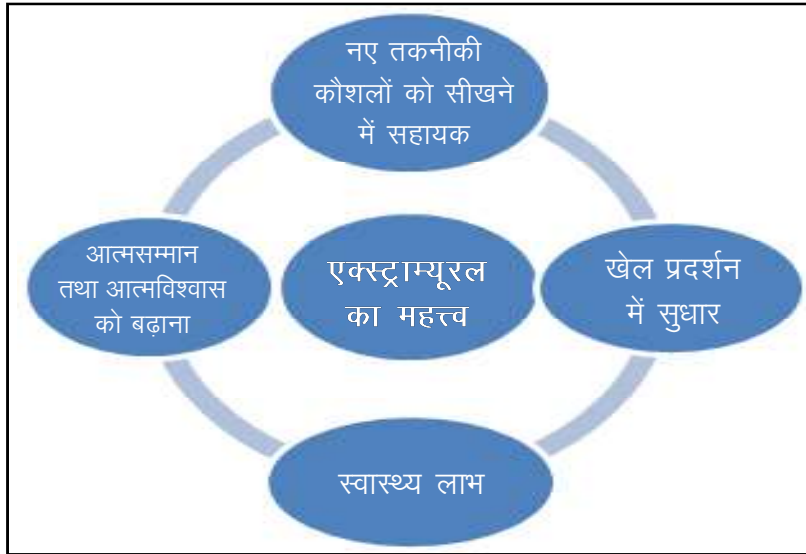 नए तकनीकी
कौशलों को सीखने
में सहायक
आत्मसम्मान
तथा आत्मविश्वास
को बढ़ाना
एक्स्ट्राम्यूरल
का महत्त्व
खेल प्रदर्शन
में सुधार
स्वास्थ्य लाभ